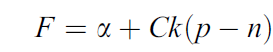 F = α + Ck(p − n)